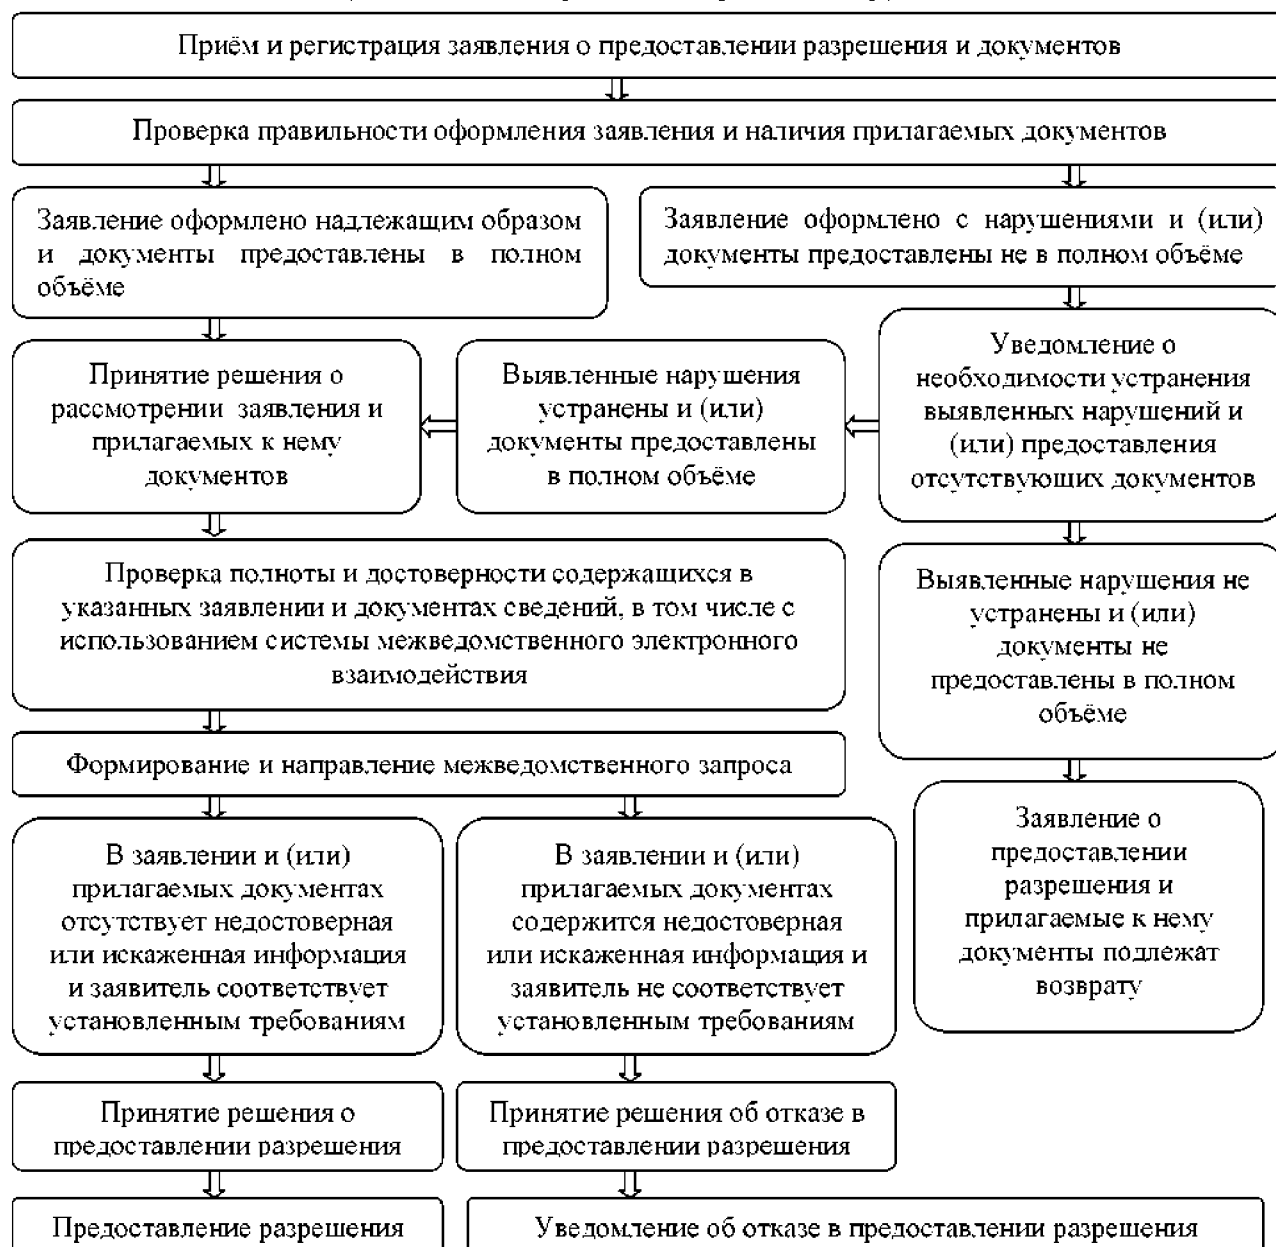 Приём и регистрация заявления о предоставлении разрешения и документов
Проверка правильности оформления заявления и наличия прилагаемых документов
Заявление оформлено надлежащим образом
и документы предоставлены в полном
объёме
Заявление оформлено с нарушениями и (или)
документы предоставлены не в полном объёме
Принятие решения о
рассмотрении заявления и
прилагаемых к нему
документов
Выявленные нарушения
устранены и (или)
документы предоставлены
в полном объёме
Уведомление о
необходимости устранения
выявленных нарушений и
(или) предоставления
отсутствующих документов
Проверка полноты и достоверности содержащихся в
указанных заявлении и документах сведений, в том числе с
использованием системы межведомственного электронного
взаимодействия
Выявленные нарушения не
устранены и (или)
документы не
предоставлены в полном
объёме
Формирование и направление межведомственного запроса
В заявлении и (или)
прилагаемых документах
отсутствует недостоверная
или искаженная информация
и заявитель соответствует
установленным требованиям
В заявлении и (или)
прилагаемых документах
содержится недостоверная
или искаженная информация и
заявитель не соответствует
установленным требованиям
Заявление о
предоставлении
разрешения и
прилагаемые к нему
документы подлежат
возврату
Принятие решения о
предоставлении разрешения
Принятие решения об отказе в
предоставлении разрешения
Предоставление разрешения
Уведомление об отказе в предоставлении разрешения